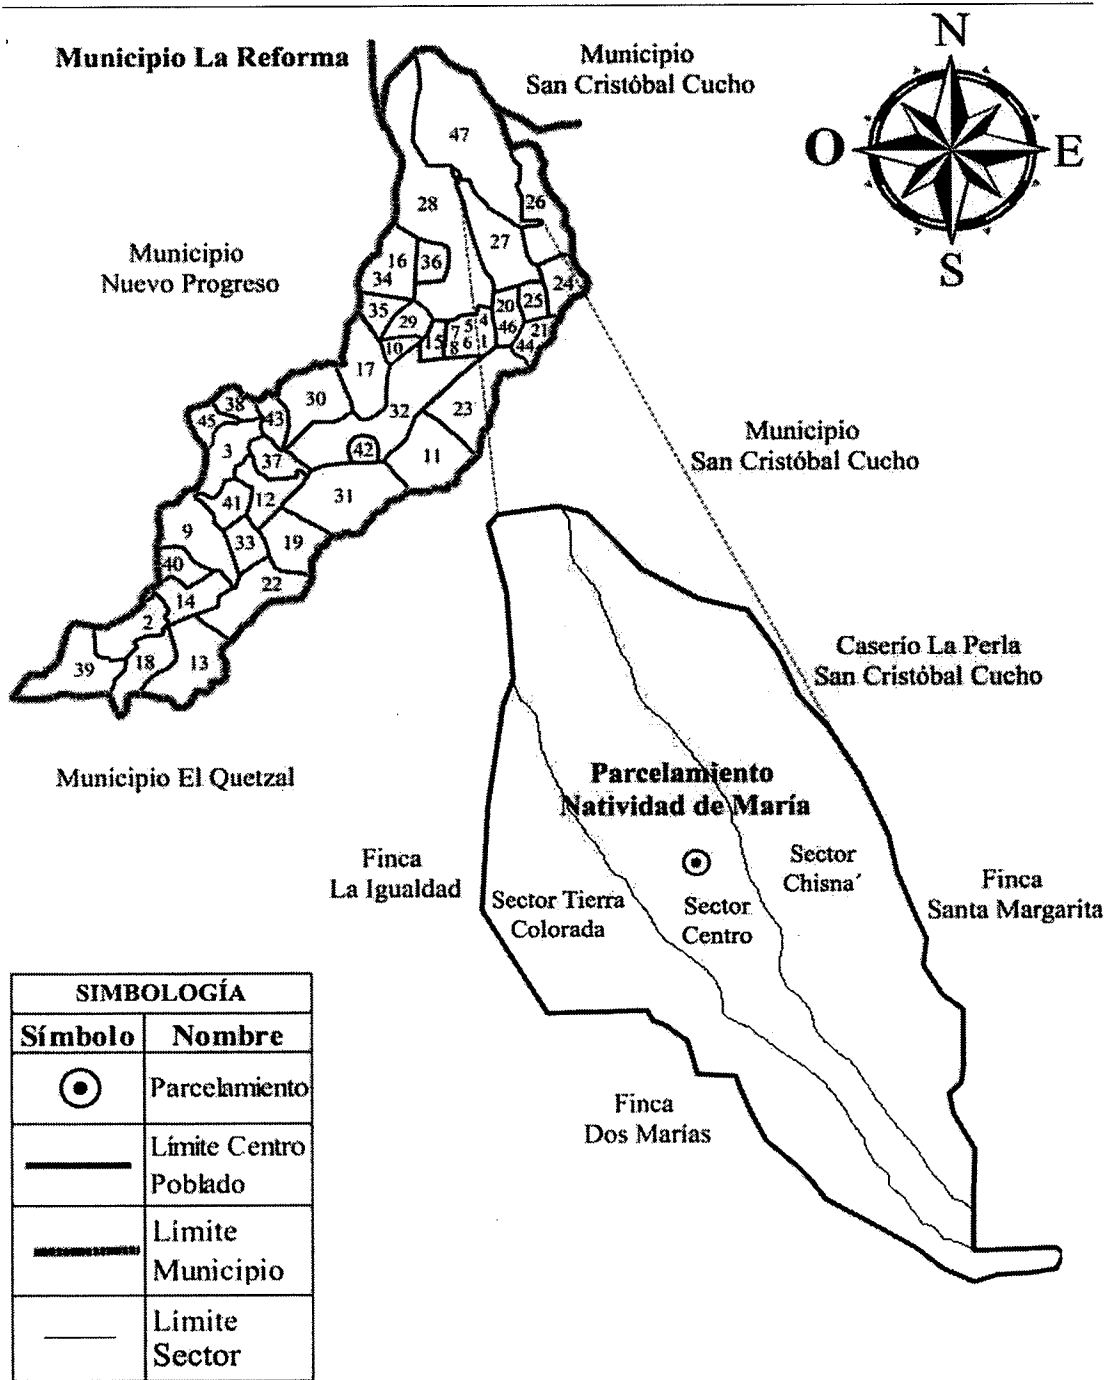 Municipio La Reforma
Municipio
San Cristóbal Cucho
N
O
E
S
47
28
26
27
Municipio
Nuevo Progreso
16
36
34
24
35
29
20
25
4
5
7
15
46
21
10
8
6
1
44
17
30
32
23
38
43
45
3
42
37
11
41
12
31
9
33
19
40
22
14
2
39
18
13
Municipio
San Cristóbal Cucho
Caserío La Perla
San Cristóbal Cucho
Municipio El Quetzal
Parcelamiento
Natividad de María
Finca
La Igualdad
Sector
Chisna´
Finca
Santa Margarita
Sector Tierra
Colorada
Sector
Centro
Finca
Dos Marías
SIMBOLOGÍA
Símbolo Nombre
Parcelamiento
Límite Centro
Poblado
Límite
Municipio
Límite
Sector